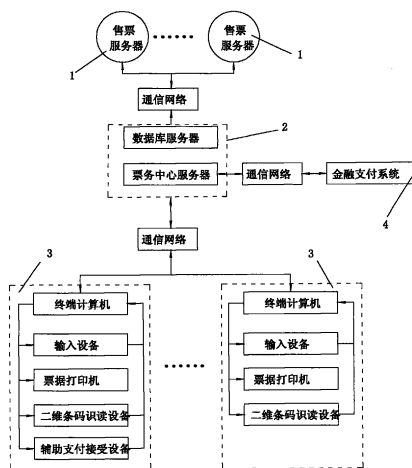 售票
服务器
售票
服务器
1
1
通信网络
2
数据库服务器
票务中心服务器
通信网络
金融支付系统
4
通信网络
3
3
终端计算机
输入设备
票据打印机
二维条码识读设备
辅助支付接受设备
终端计算机
输入设备
票据打印机
二维条码识读设备